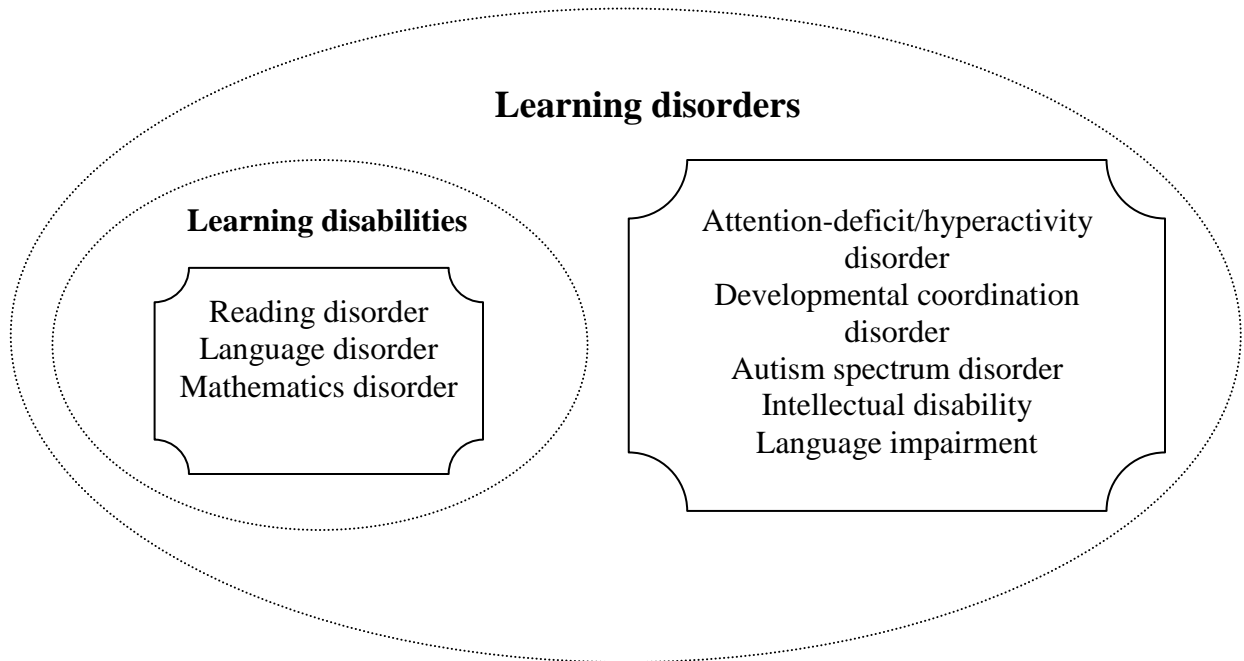 Learning disorders
Learning disabilities
Reading disorder
Language disorder
Mathematics disorder
Attention-deficit/hyperactivity
disorder
Developmental coordination
disorder
Autism spectrum disorder
Intellectual disability
Language impairment